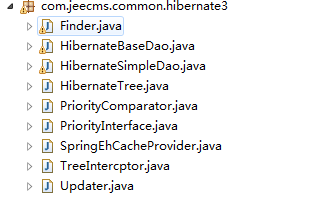 com.jeecms.common.hibernate3
Finder.java
HibernateBaseDao.java
HibernateSimpleDao.java
HibernateTree.java
PriorityComparator.java
PriorityInterface.java
SpringEhCacheProvider.java
TreeIntercptor.java
Updater.java